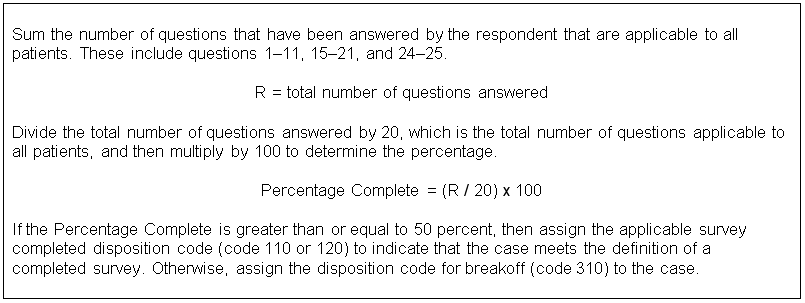 Sum the number of questions that have been answered by the respondent that are applicable to all
patients. These include questions 1–11, 15–21, and 24–25.
R = total number of questions answered
Divide the total number of questions answered by 20, which is the total number of questions applicable to
all patients, and then multiply by 100 to determine the percentage.
Percentage Complete = (R / 20) x 100
If the Percentage Complete is greater than or equal to 50 percent, then assign the applicable survey
completed disposition code (code 110 or 120) to indicate that the case meets the definition of a
completed survey. Otherwise, assign the disposition code for breakoff (code 310) to the case.